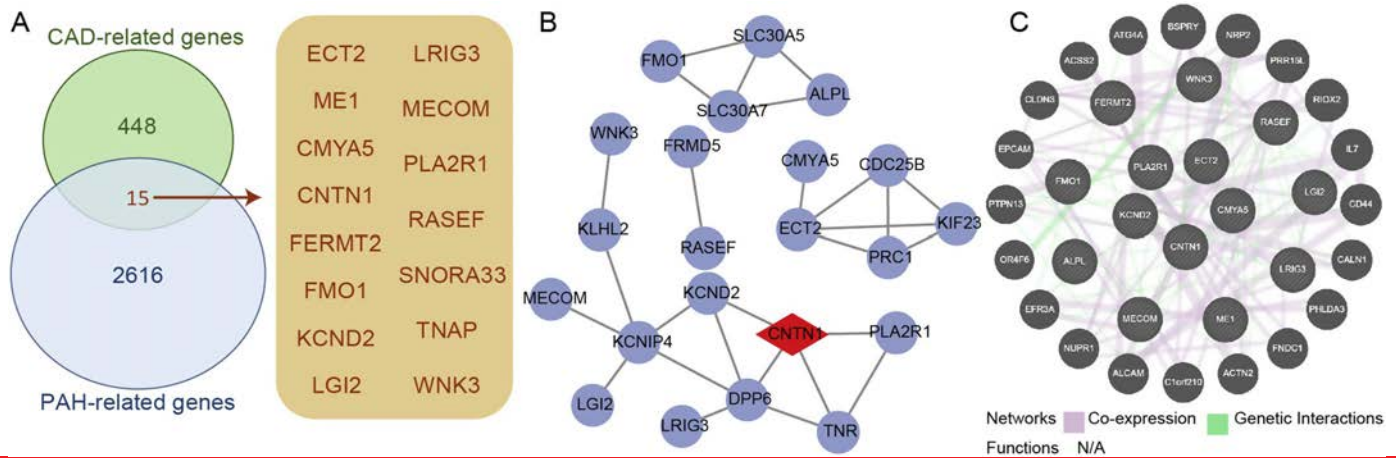 A
CAD-related genes
448
15
2616
PAH-related genes
ECT2
ME1
CMYA5
CNTN1
FERMT2
FMO1
KCND2
LGI2
LRIG3
MECOM
PLA2R1
RASEF
SNORA33
TNAP
WNK3
B
SLC30A5
FMO1
ALPL
SLC30A7
WNK3
FRMD5
CMYA5
CDC25B
KLHL2
RASEF
ECT2
KIF23
PRC1
MECOM
KCND2
CNTN1
PLA2R1
KCNIP4
DPP6
LGI2
LRIG3
TNR
C
BSPRY
ATG4A
NRP2
ACSS2
WNK3
PRR15L
CLDN3
FERMT2
RIOX2
RASEF
EPCAM
PLA2R1
ECT2
IL7
FMO1
LGI2
PTPN13
KCND2
CMYA5
CD44
CNTN1
OR4F6
ALPL
LRIG3
CALN1
EFR3A
MECOM
ME1
PHLDA3
NUPR1
FNDC1
ALCAM
C1orf210
ACTN2
Networks Co-expression Genetic Interactions
Functions N/A